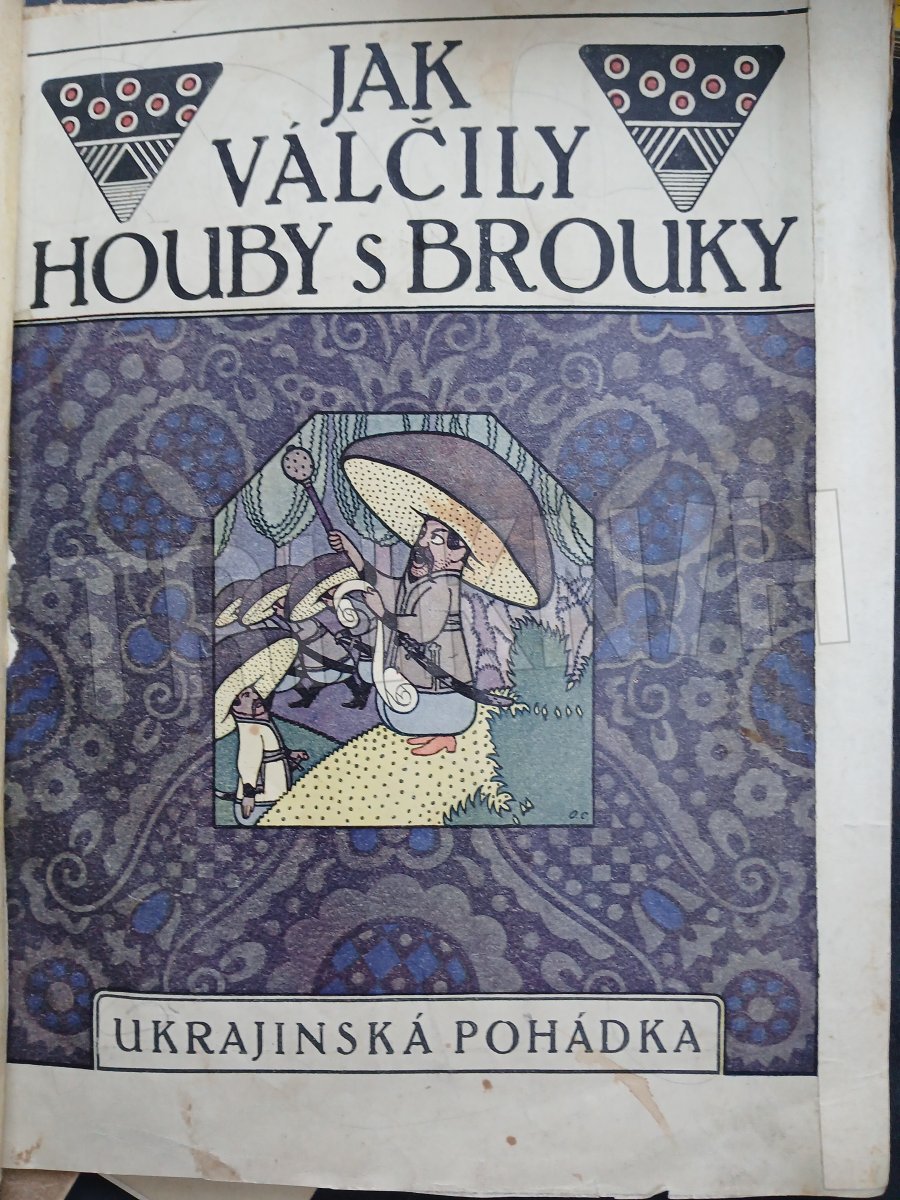 JAK
VÁLČILY
HOUBY S BROUKY
O C
UKRAJINSKÁ POHÁDKA